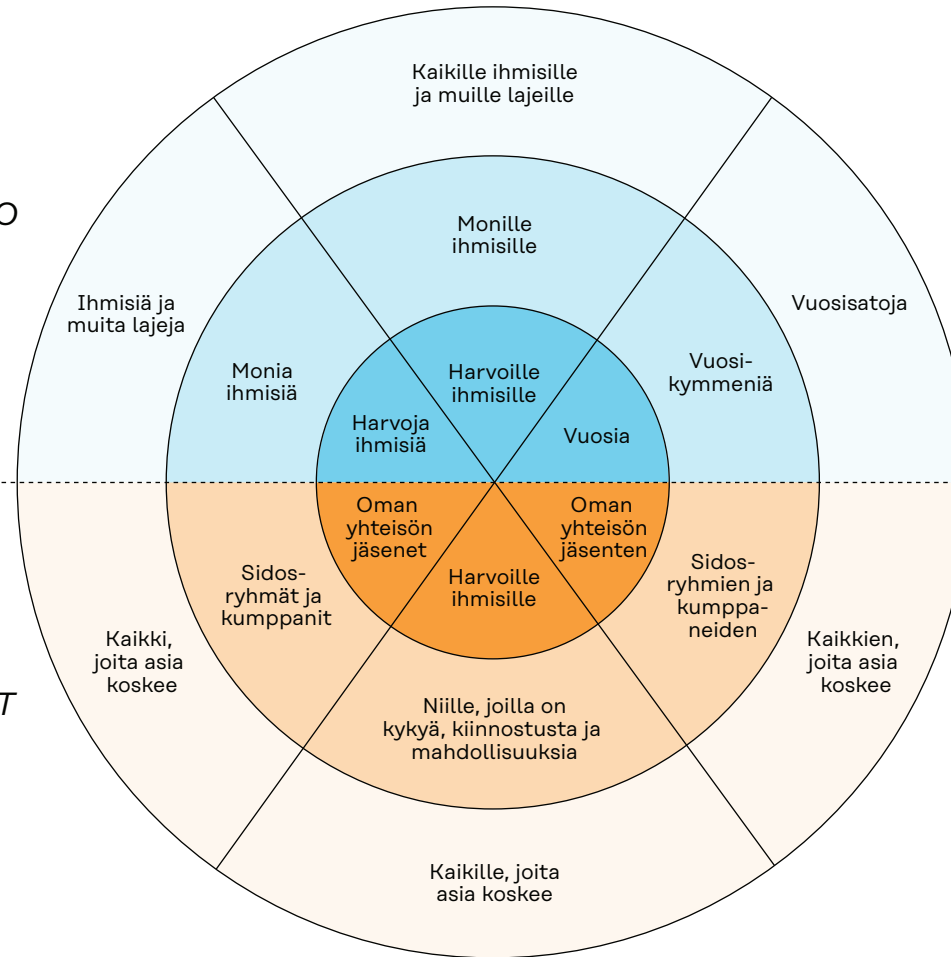 Kaikille ihmisille
ja muille lajeille
O
Monille
ihmisille
Ihmisiä ja
muita lajeja
Vuosisatoja
Monia
ihmisiä
Harvoille
ihmisille
Vuosi-
kymmeniä
Harvoja
ihmisiä
Vuosia
Oman
yhteisön
jäsenet
Oman
yhteisön
jäsenten
Sidos-
ryhmät ja
kumppanit
Harvoille
ihmisille
Sidos-
ryhmien ja
kumppa-
neiden
Kaikki,
joita asia
koskee
Kaikkien,
joita asia
koskee
T
Niille, joilla on
kykyä, kiinnostusta ja
mahdollisuuksia
Kaikille, joita
asia koskee